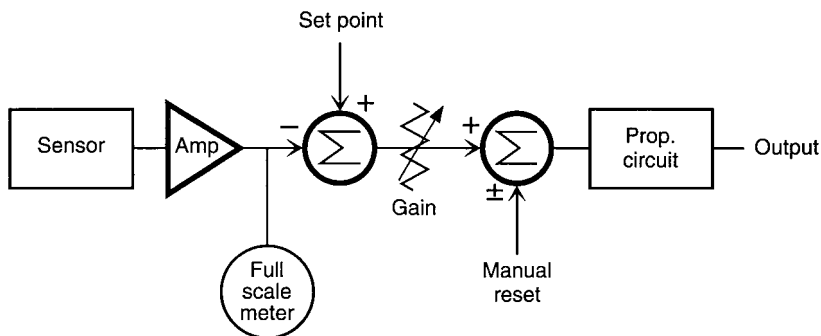 Set point
+
Sensor
Amp
−
Σ
Gain
+
Σ
±
Prop.
circuit
Output
Full
scale
meter
Manual
reset